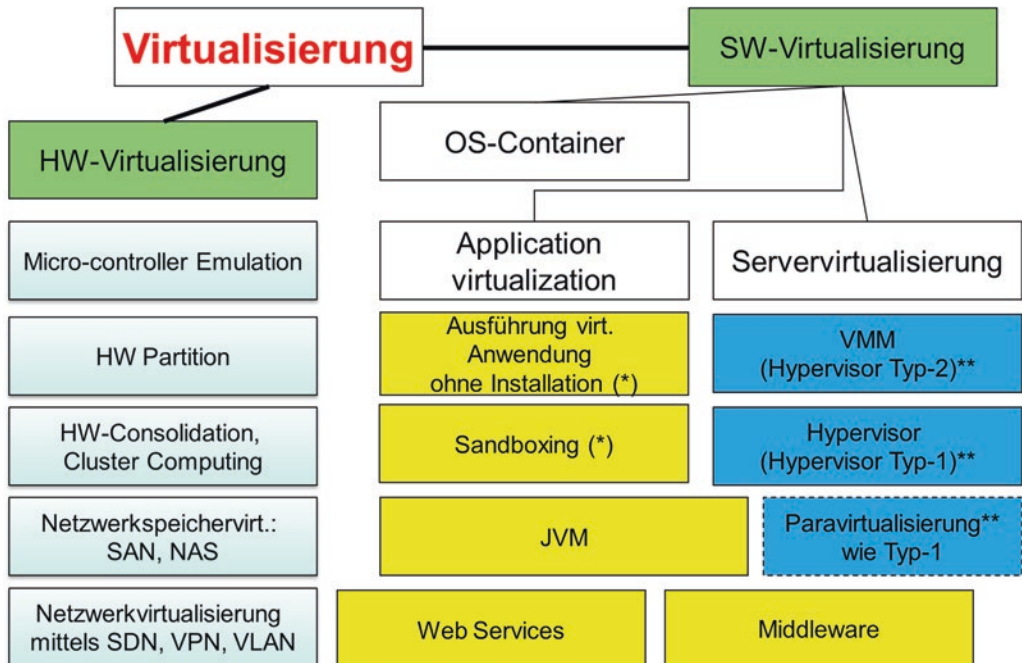 Virtualisierung
SW-Virtualisierung
HW-Virtualisierung
OS-Container
Micro-controller Emulation
Application
virtualization
Servervirtualisierung
HW Partition
Ausführung virt.
Anwendung
ohne Installation (*)
VMM
(Hypervisor Typ-2)**
HW-Consolidation,
Cluster Computing
Sandboxing (*)
Hypervisor
(Hypervisor Typ-1)**
Netzwerkspeichervirt.:
SAN, NAS
JVM
Paravirtualisierung**
wie Typ-1
Netzwerkvirtualisierung
mittels SDN, VPN, VLAN
Web Services
Middleware